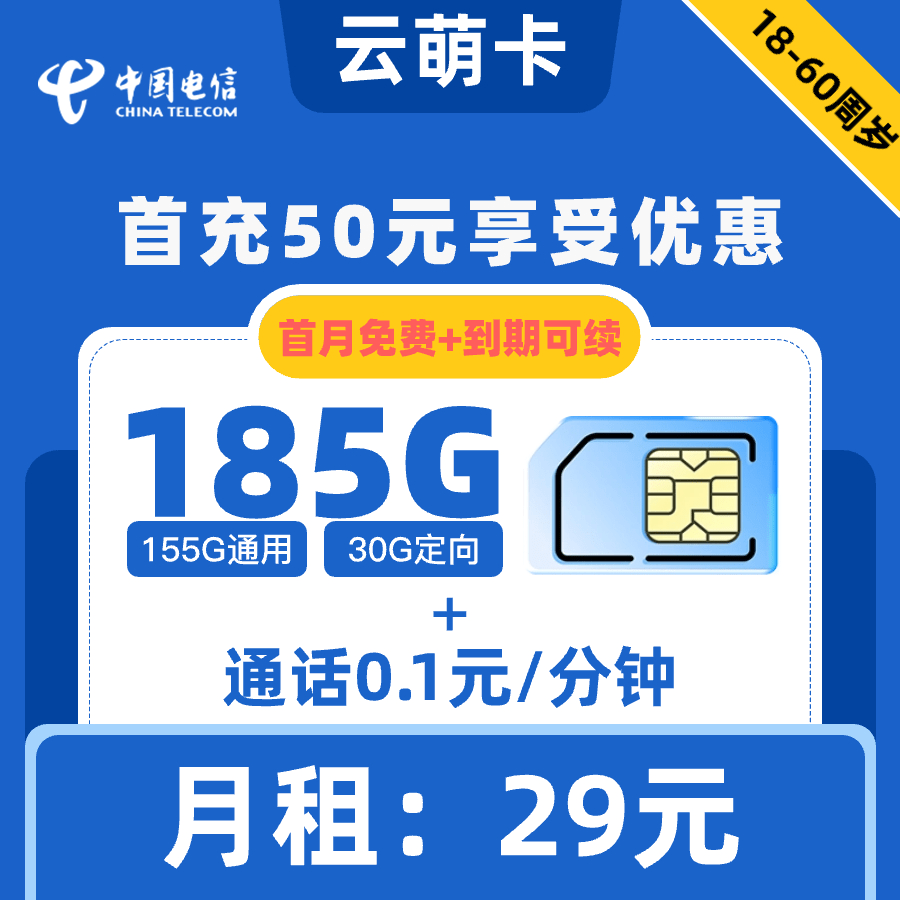 云萌卡
中国电信
CHINA TELECOM
18-60周岁
首充50元享受优惠
首月免费+到期可续
185G
155G通用
30G定向
+
通话0.1元/分钟
月租：29元